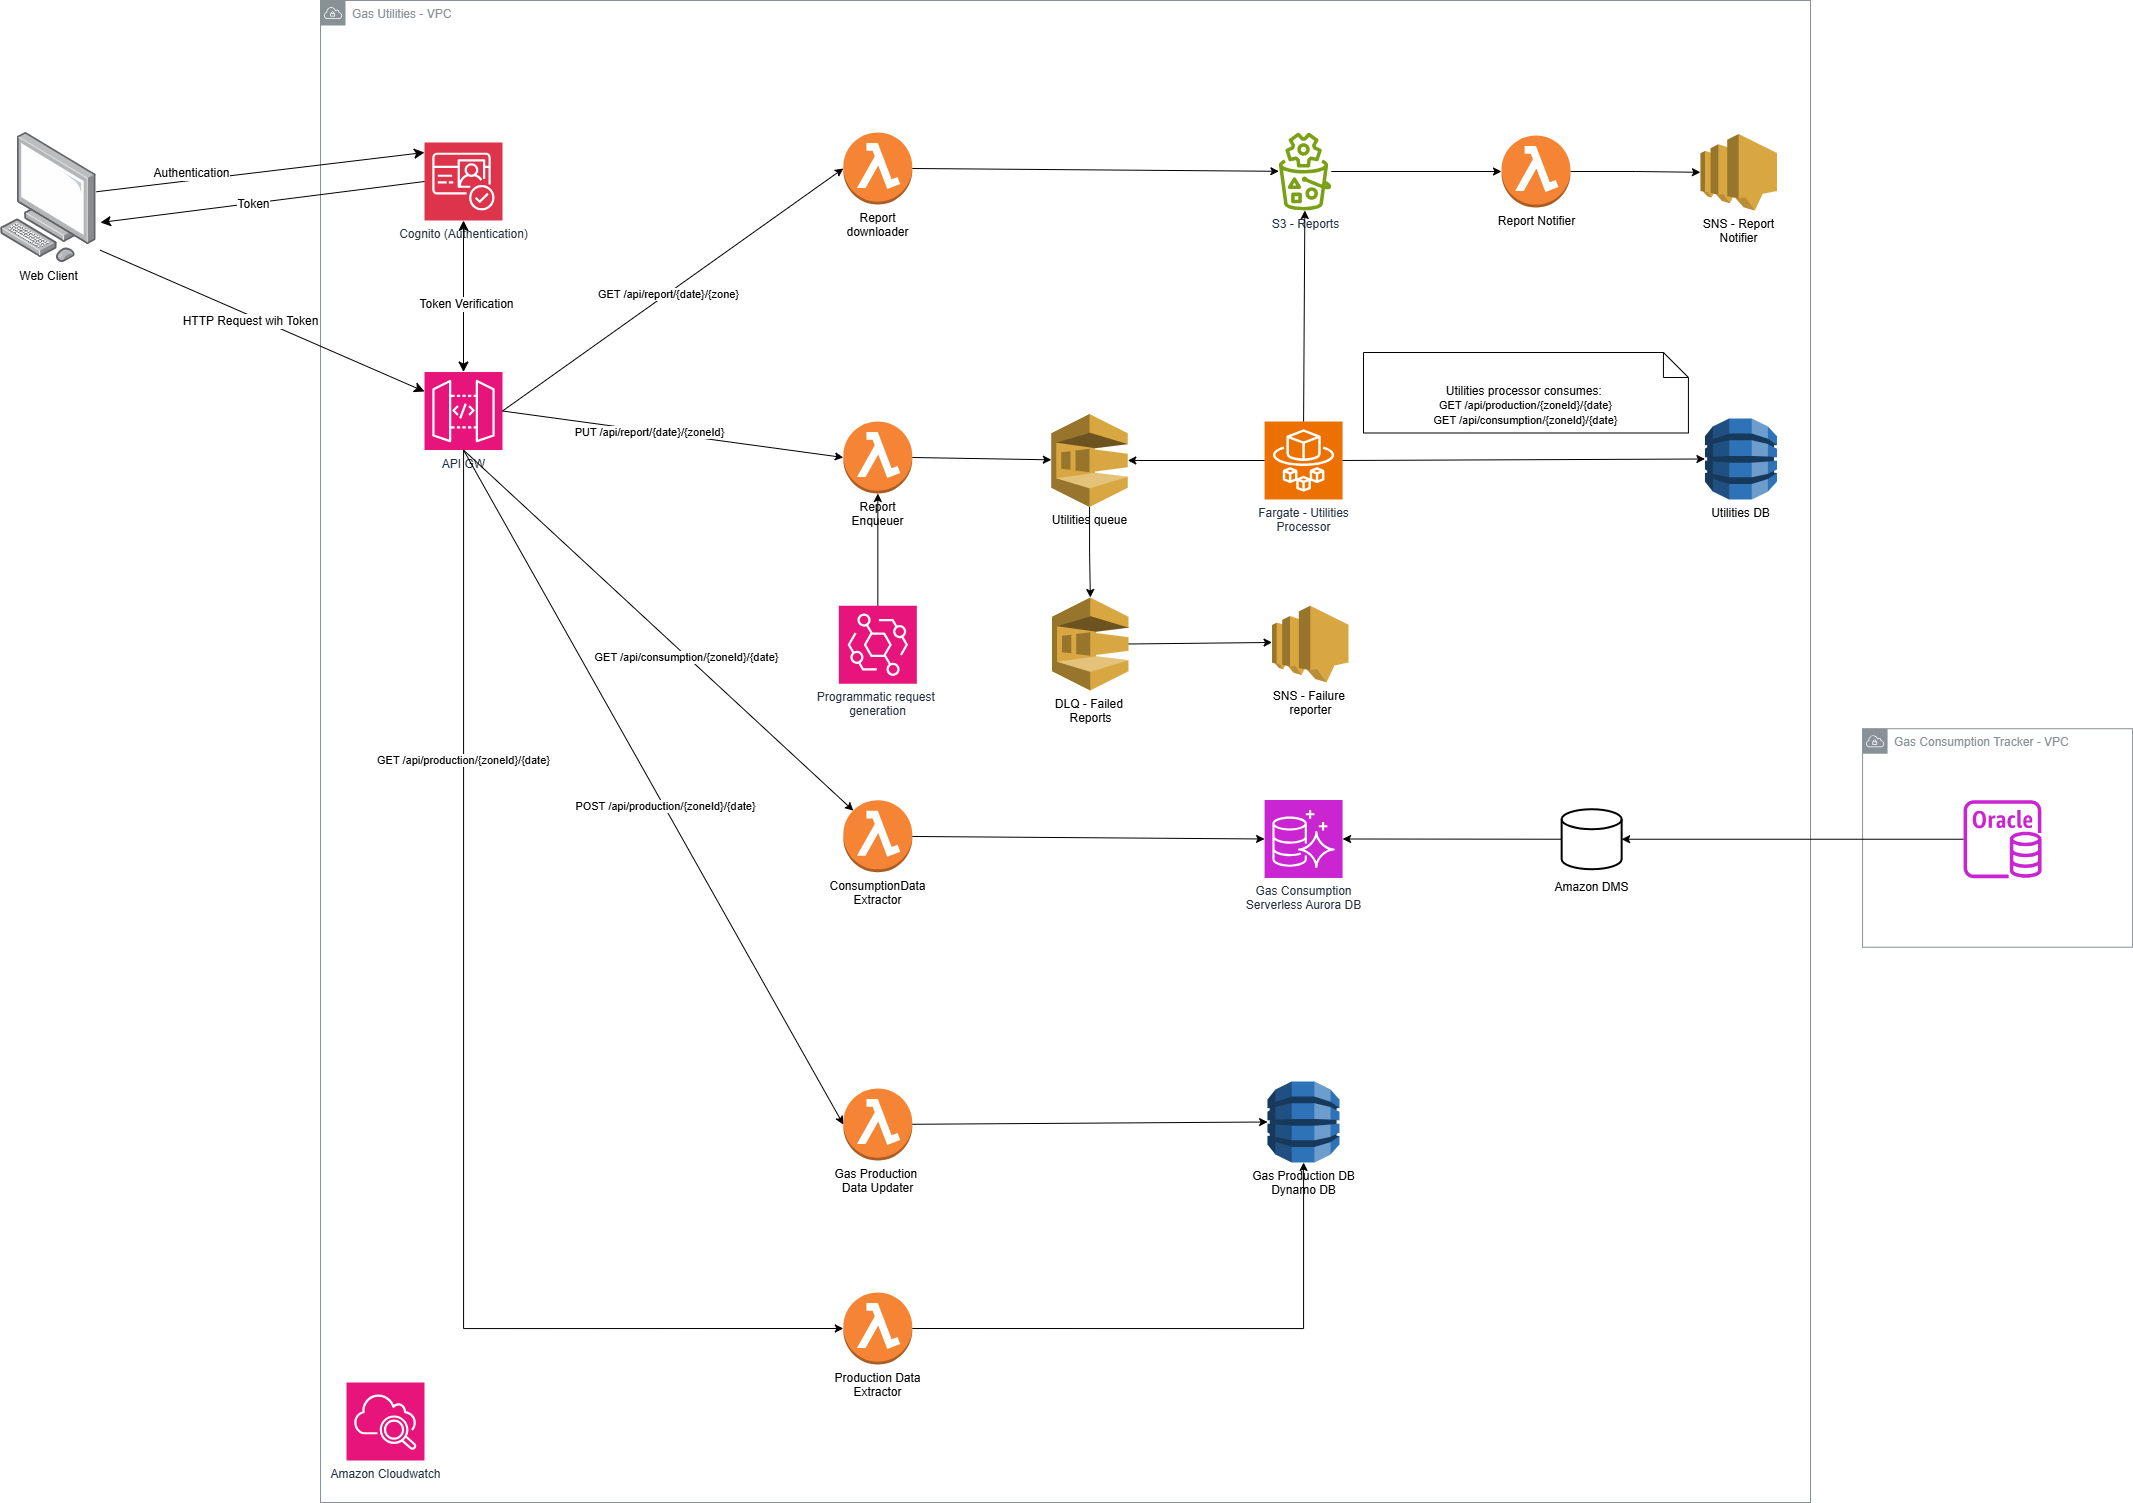 Gas Utilities - VPC
Authentication
Token
Cognito (Authentication)
Web Client
HTTP Request wih Token
Token Verification
API GW
Report
downloader
S3 - Reports
Report Notifier
SNS - Report
Notifier
GET /api/report/{date}/{zone}
PUT /api/report/{date}/{zoneId}
Report
Enqueuer
Utilities queue
Fargate - Utilities
Processor
Utilities processor consumes:
GET /api/production/{zoneId}/{date}
GET /api/consumption/{zoneId}/{date}
Utilities DB
Programmatic request
generation
DLQ - Failed
Reports
SNS - Failure
reporter
GET /api/consumption/{zoneId}/{date}
GET /api/production/{zoneId}/{date}
POST /api/production/{zoneId}/{date}
ConsumptionData
Extractor
Gas Consumption
Serverless Aurora DB
Amazon DMS
Gas Consumption Tracker - VPC
Oracle
Gas Production
Data Updater
Gas Production DB
Dynamo DB
Production Data
Extractor
Amazon Cloudwatch